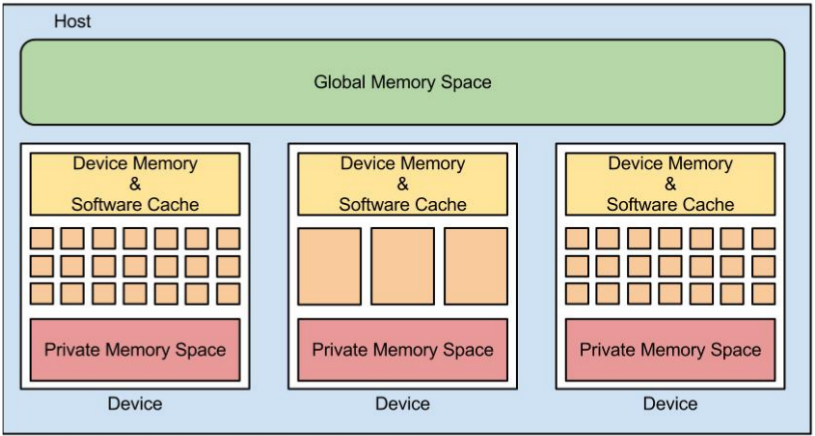 Host
Global Memory Space
Device Memory
&
Software Cache
Device Memory
&
Software Cache
Device Memory
&
Software Cache
Private Memory Space
Private Memory Space
Private Memory Space
Device
Device
Device